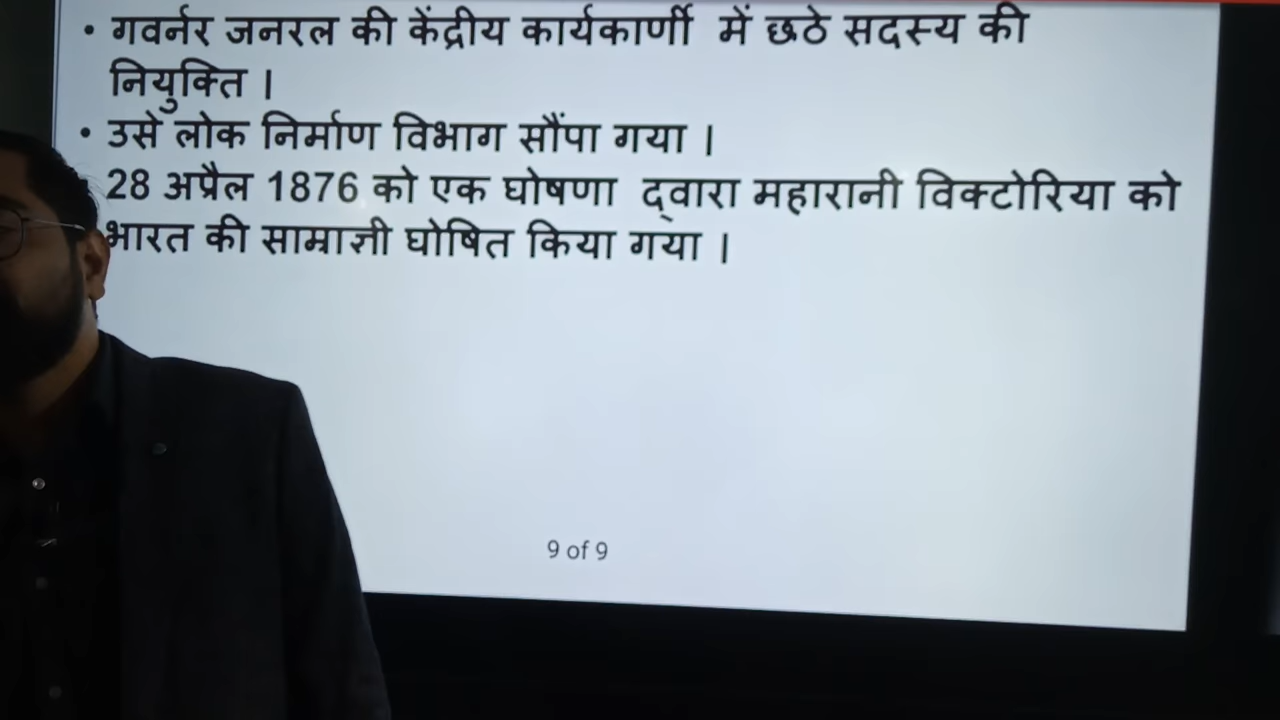 • गवर्नर जनरल की केंद्रीय कार्यकार्णी में छठे सदस्य की
नियुक्ति ।
• उसे लोक निर्माण विभाग सौंपा गया ।
28 अप्रैल 1876 को एक घोषणा द्वारा महारानी विक्टोरिया को
भारत की साम्राज्ञी घोषित किया गया ।
9 of 9